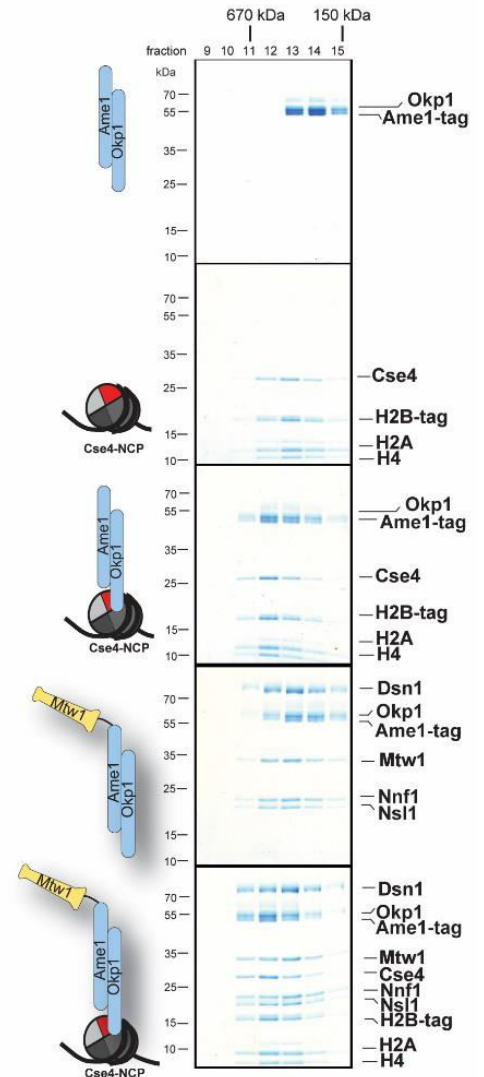 670 kDa 150 kDa
fraction 9 10 11 12 13 14 15
kDa
70
55
35
25
15
10
Okp1
Ame1-tag
Ame1
Okp1
70
55
35
25
15
10
Cse4
H2B-tag
H2A
H4
Cse4-NCP
70
55
35
25
15
10
Okp1
Ame1-tag
Cse4
H2B-tag
H2A
H4
Ame1
Okp1
Cse4-NCP
70
55
35
25
15
10
Dsn1
Okp1
Ame1-tag
Mtw1
Nnf1
Nsl1
Mtw1
Ame1
Okp1
70
55
35
25
15
10
Dsn1
Okp1
Ame1-tag
Mtw1
Cse4
Nnf1
Nsl1
H2B-tag
H2A
H4
Mtw1
Ame1
Okp1
Cse4-NCP